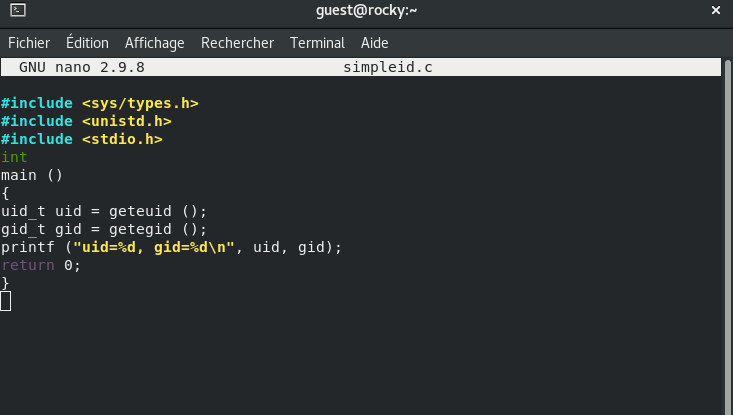 guest@rocky:~
Fichier Édition Affichage Rechercher Terminal Aide
GNU nano 2.9.8 simpleid.c
#include <sys/types.h>
#include <unistd.h>
#include <stdio.h>
int
main ()
{
uid_t uid = geteuid ();
gid_t gid = getegid ();
printf ("uid=%d, gid=%d\n", uid, gid);
return 0;
}